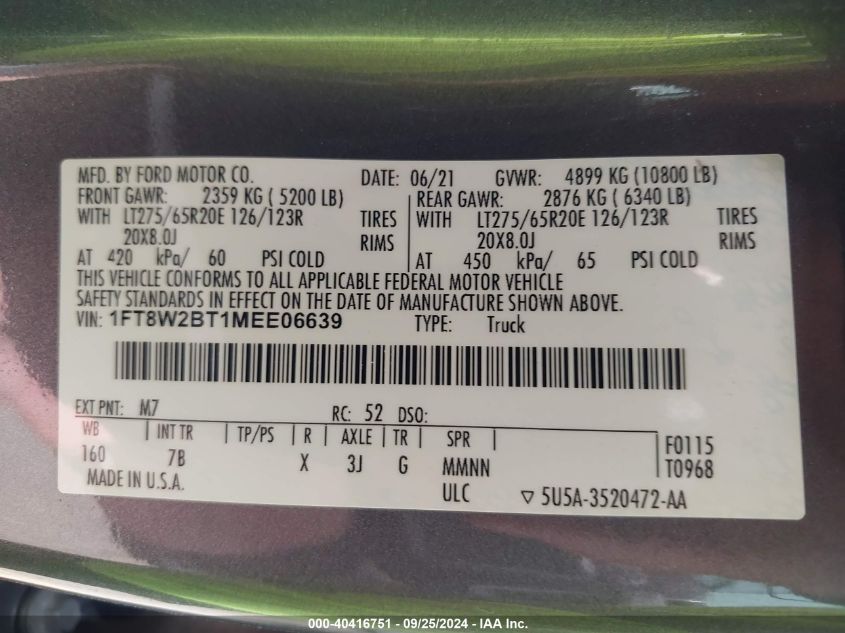 MFD. BY FORD MOTOR CO. DATE: 06/21 GVWR: 4899 KG (10800 LB)
FRONT GAWR: 2359 KG ( 5200 LB) REAR GAWR: 2876 KG ( 6340 LB)
WITH LT275/65R20E 126/123R TIRES WITH LT275/65R20E 126/123R TIRES
20X8.0J RIMS 20X8.0J RIMS
AT 420 kPa/ 60 PSI COLD AT 450 kPa/ 65 PSI COLD
THIS VEHICLE CONFORMS TO ALL APPLICABLE FEDERAL MOTOR VEHICLE
SAFETY STANDARDS IN EFFECT ON THE DATE OF MANUFACTURE SHOWN ABOVE.
VIN: 1FT8W2BT1MEE06639 TYPE: Truck
EXT PNT: M7 RC: 52 DSO:
WB INT TR TP/PS R AXLE TR SPR F0115
160 7B X 3J G MMNN T0968
MADE IN U.S.A. ULC 5U5A-3520472-AA
000-40416751 - 09/25/2024 - IAA Inc.